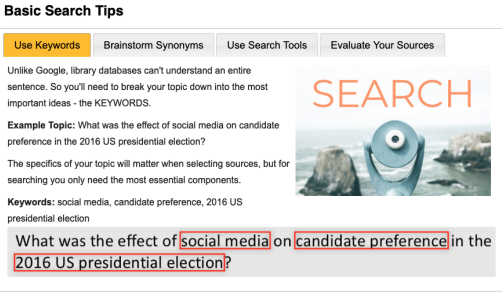 Basic Search Tips
Use Keywords
Brainstorm Synonyms
Use Search Tools
Evaluate Your Sources
Unlike Google, library databases can't understand an entire
sentence. So you'll need to break your topic down into the most
important ideas - the KEYWORDS.
Example Topic: What was the effect of social media on candidate
preference in the 2016 US presidential election?
The specifics of your topic will matter when selecting sources, but for
searching you only need the most essential components.
Keywords: social media, candidate preference, 2016 US
presidential election
SEARCH
What was the effect of social media on candidate preference in the
2016 US presidential election?